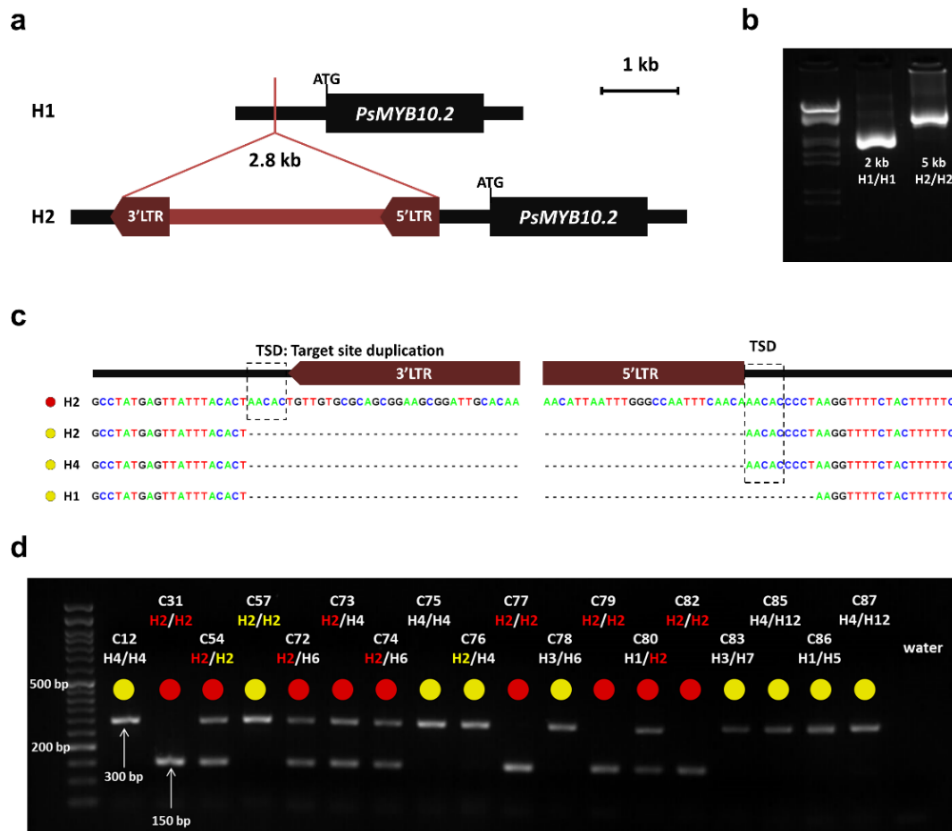 a
ATG
1 kb
H1
PsMYB10.2
2.8 kb
ATG
H2
3'LTR
5'LTR
PsMYB10.2
b
2 kb
H1/H1
5 kb
H2/H2
c
TSD: Target site duplication
TSD
3'LTR
5'LTR
H2 GCCTATGAGTTATTTACACTAACACTGTTGTGCGCAGCGGAAGCGGATTGCACAA AACATTAATTTGGGCCAATTTCAACAAACACCCCTAAGGTTTTCTACTTTTTC
H2 GCCTATGAGTTATTTACACT AACACCCCTAAGGTTTTCTACTTTTTC
H4 GCCTATGAGTTATTTACACT AACACCCCTAAGGTTTTCTACTTTTTC
H1 GCCTATGAGTTATTTACACT AAGGTTTTCTACTTTTTC
d
C31 C57 C73 C75 C77 C79 C82 C85 C87
H2/H2 H2/H2 H2/H4 H4/H4 H2/H2 H2/H2 H2/H2 H4/H12 H4/H12
C12 C54 C72 C74 C76 C78 C80 C83 C86 water
H4/H4 H2/H2 H2/H6 H2/H6 H2/H4 H3/H6 H1/H2 H3/H7 H1/H5
500 bp
200 bp
300 bp
150 bp